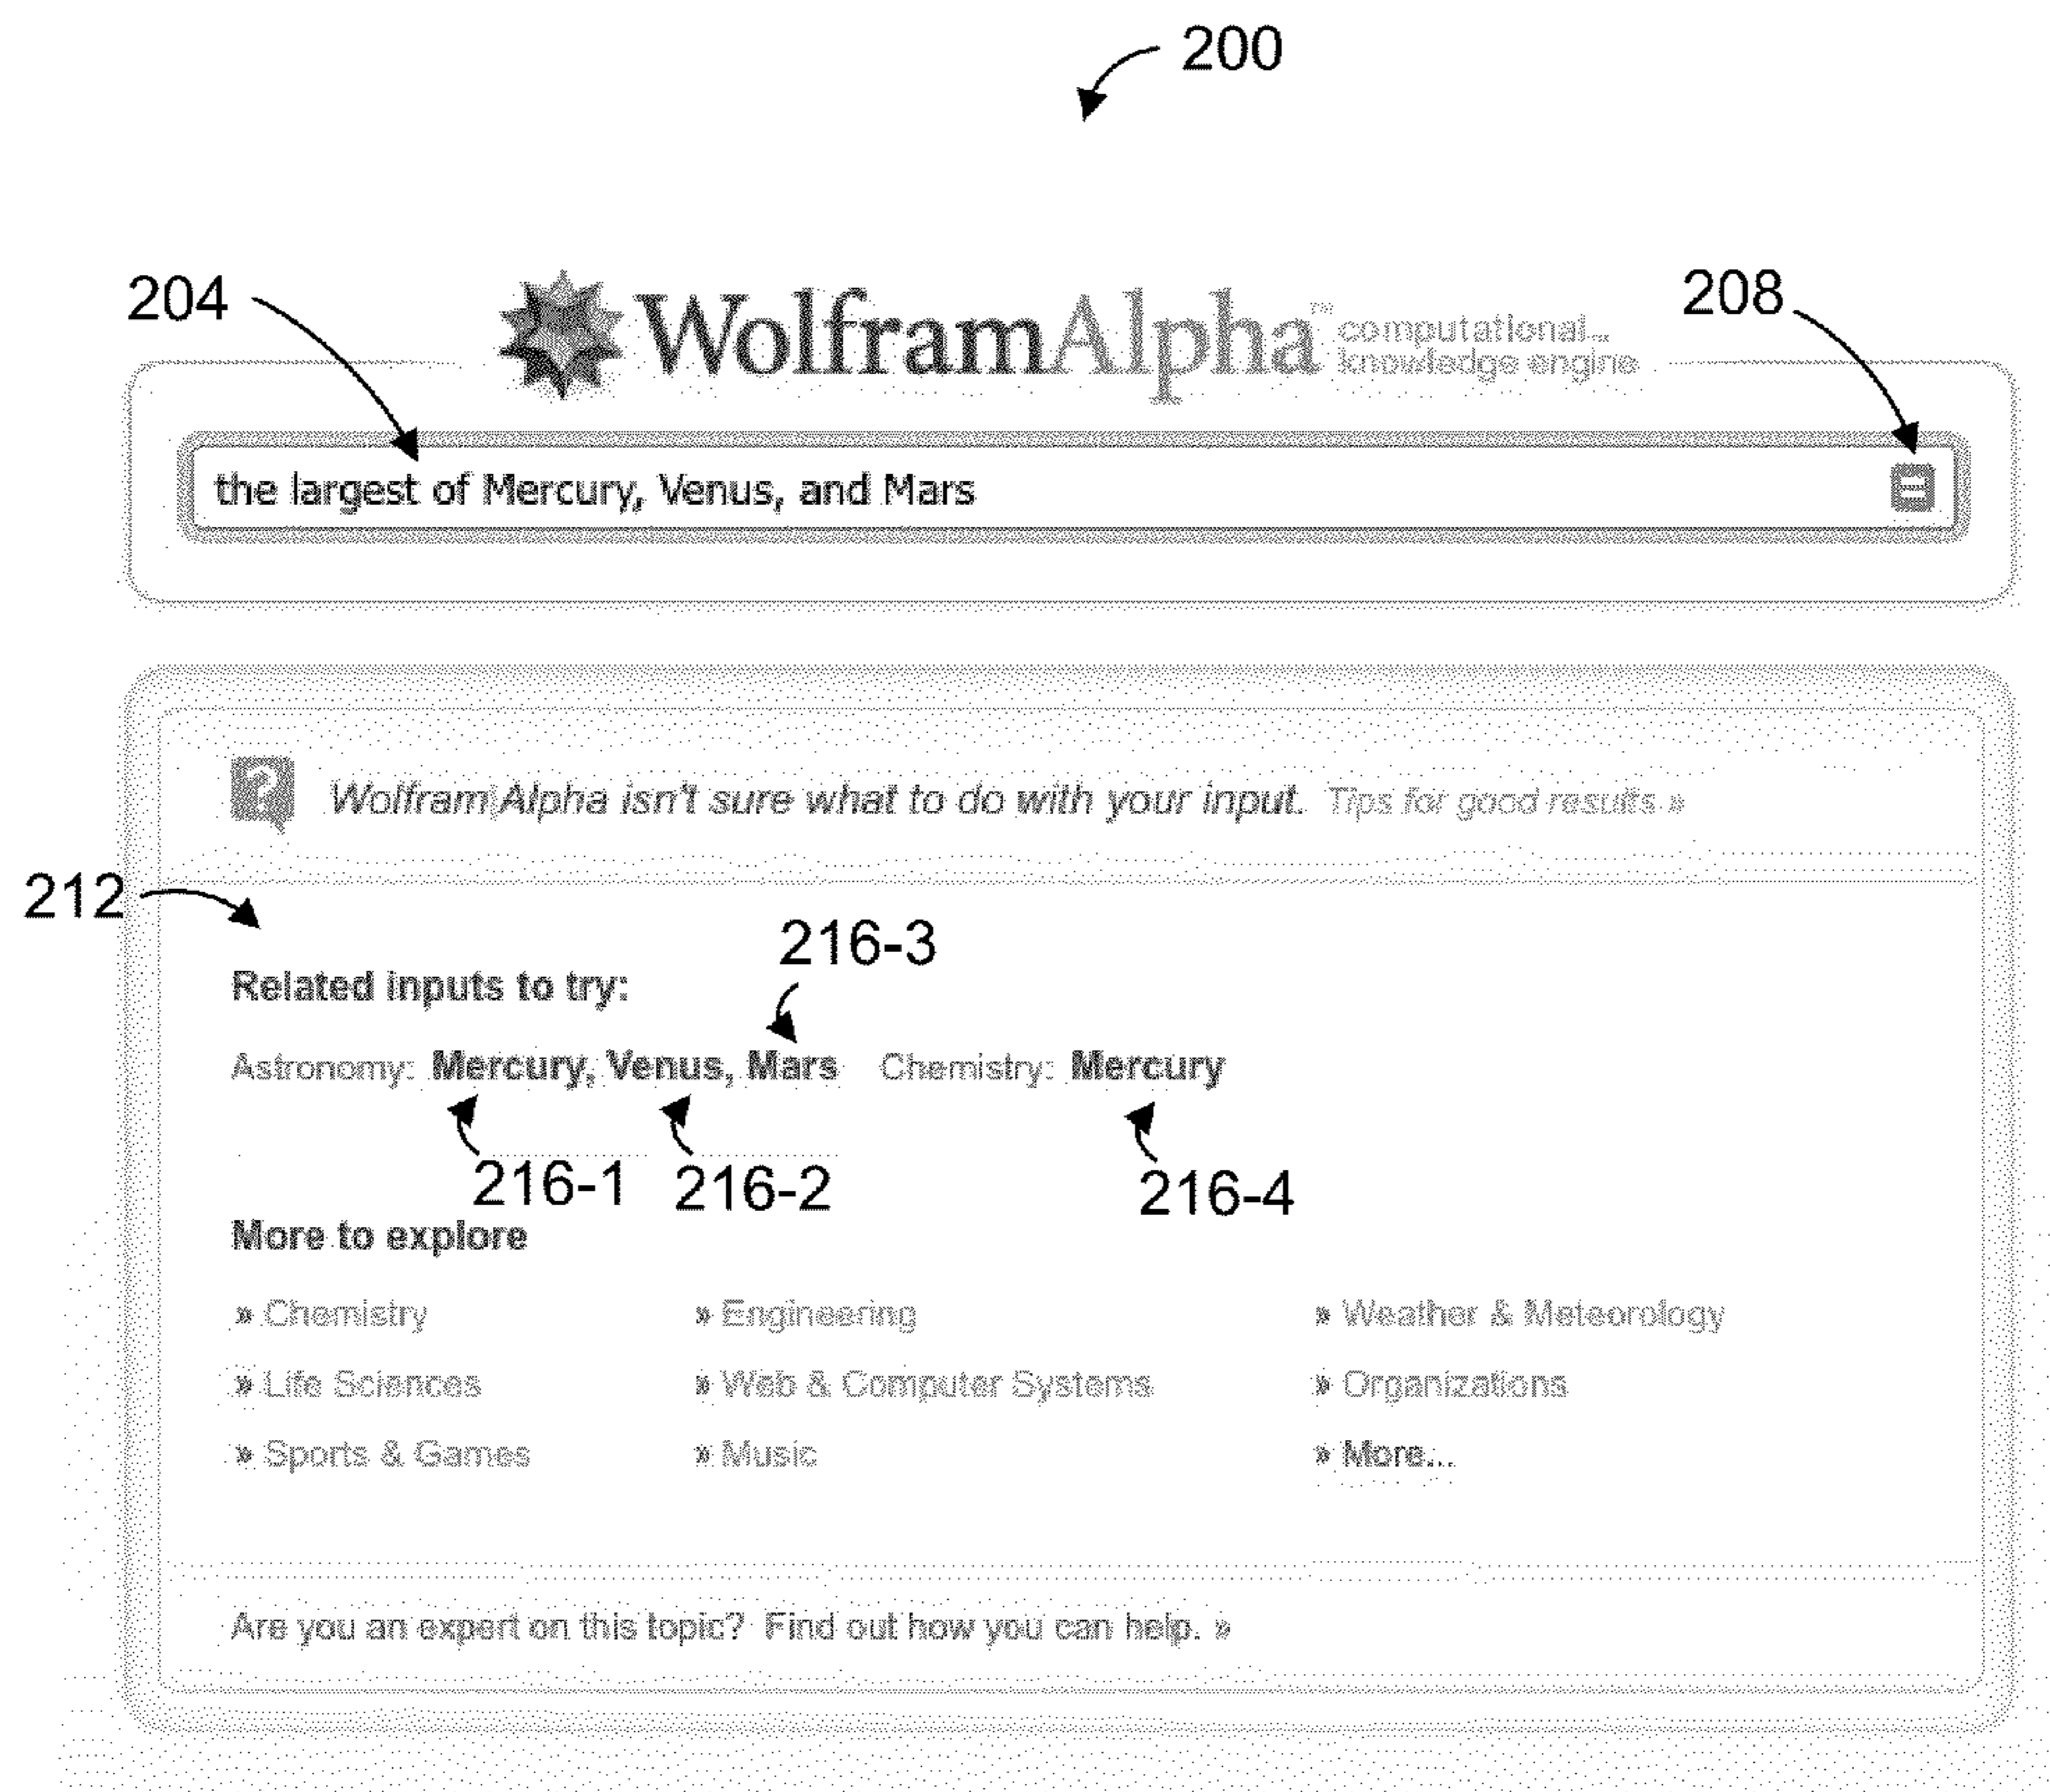 200
204
208
WolframAlpha™ computational™ knowledge engine
the largest of Mercury, Venus, and Mars
Wolfram|Alpha isn't sure what to do with your input. Tips for good results »
212
216-3
Related inputs to try:
Astronomy: Mercury, Venus, Mars Chemistry: Mercury
216-1 216-2 216-4
More to explore
» Chemistry » Engineering » Weather & Meteorology
» Life Sciences » Web & Computer Systems » Organizations
» Sports & Games » Music » More...
Are you an expert on this topic? Find out how you can help. »